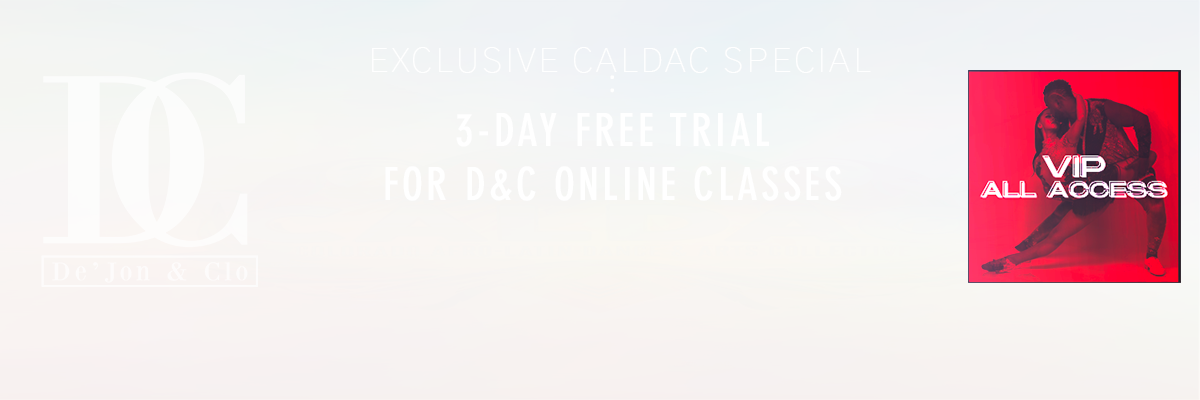 EXCLUSIVE CALDAC SPECIAL
3-DAY FREE TRIAL
FOR D&C ONLINE CLASSES
DC
De'Jon & Clo
VIP
ALL ACCESS